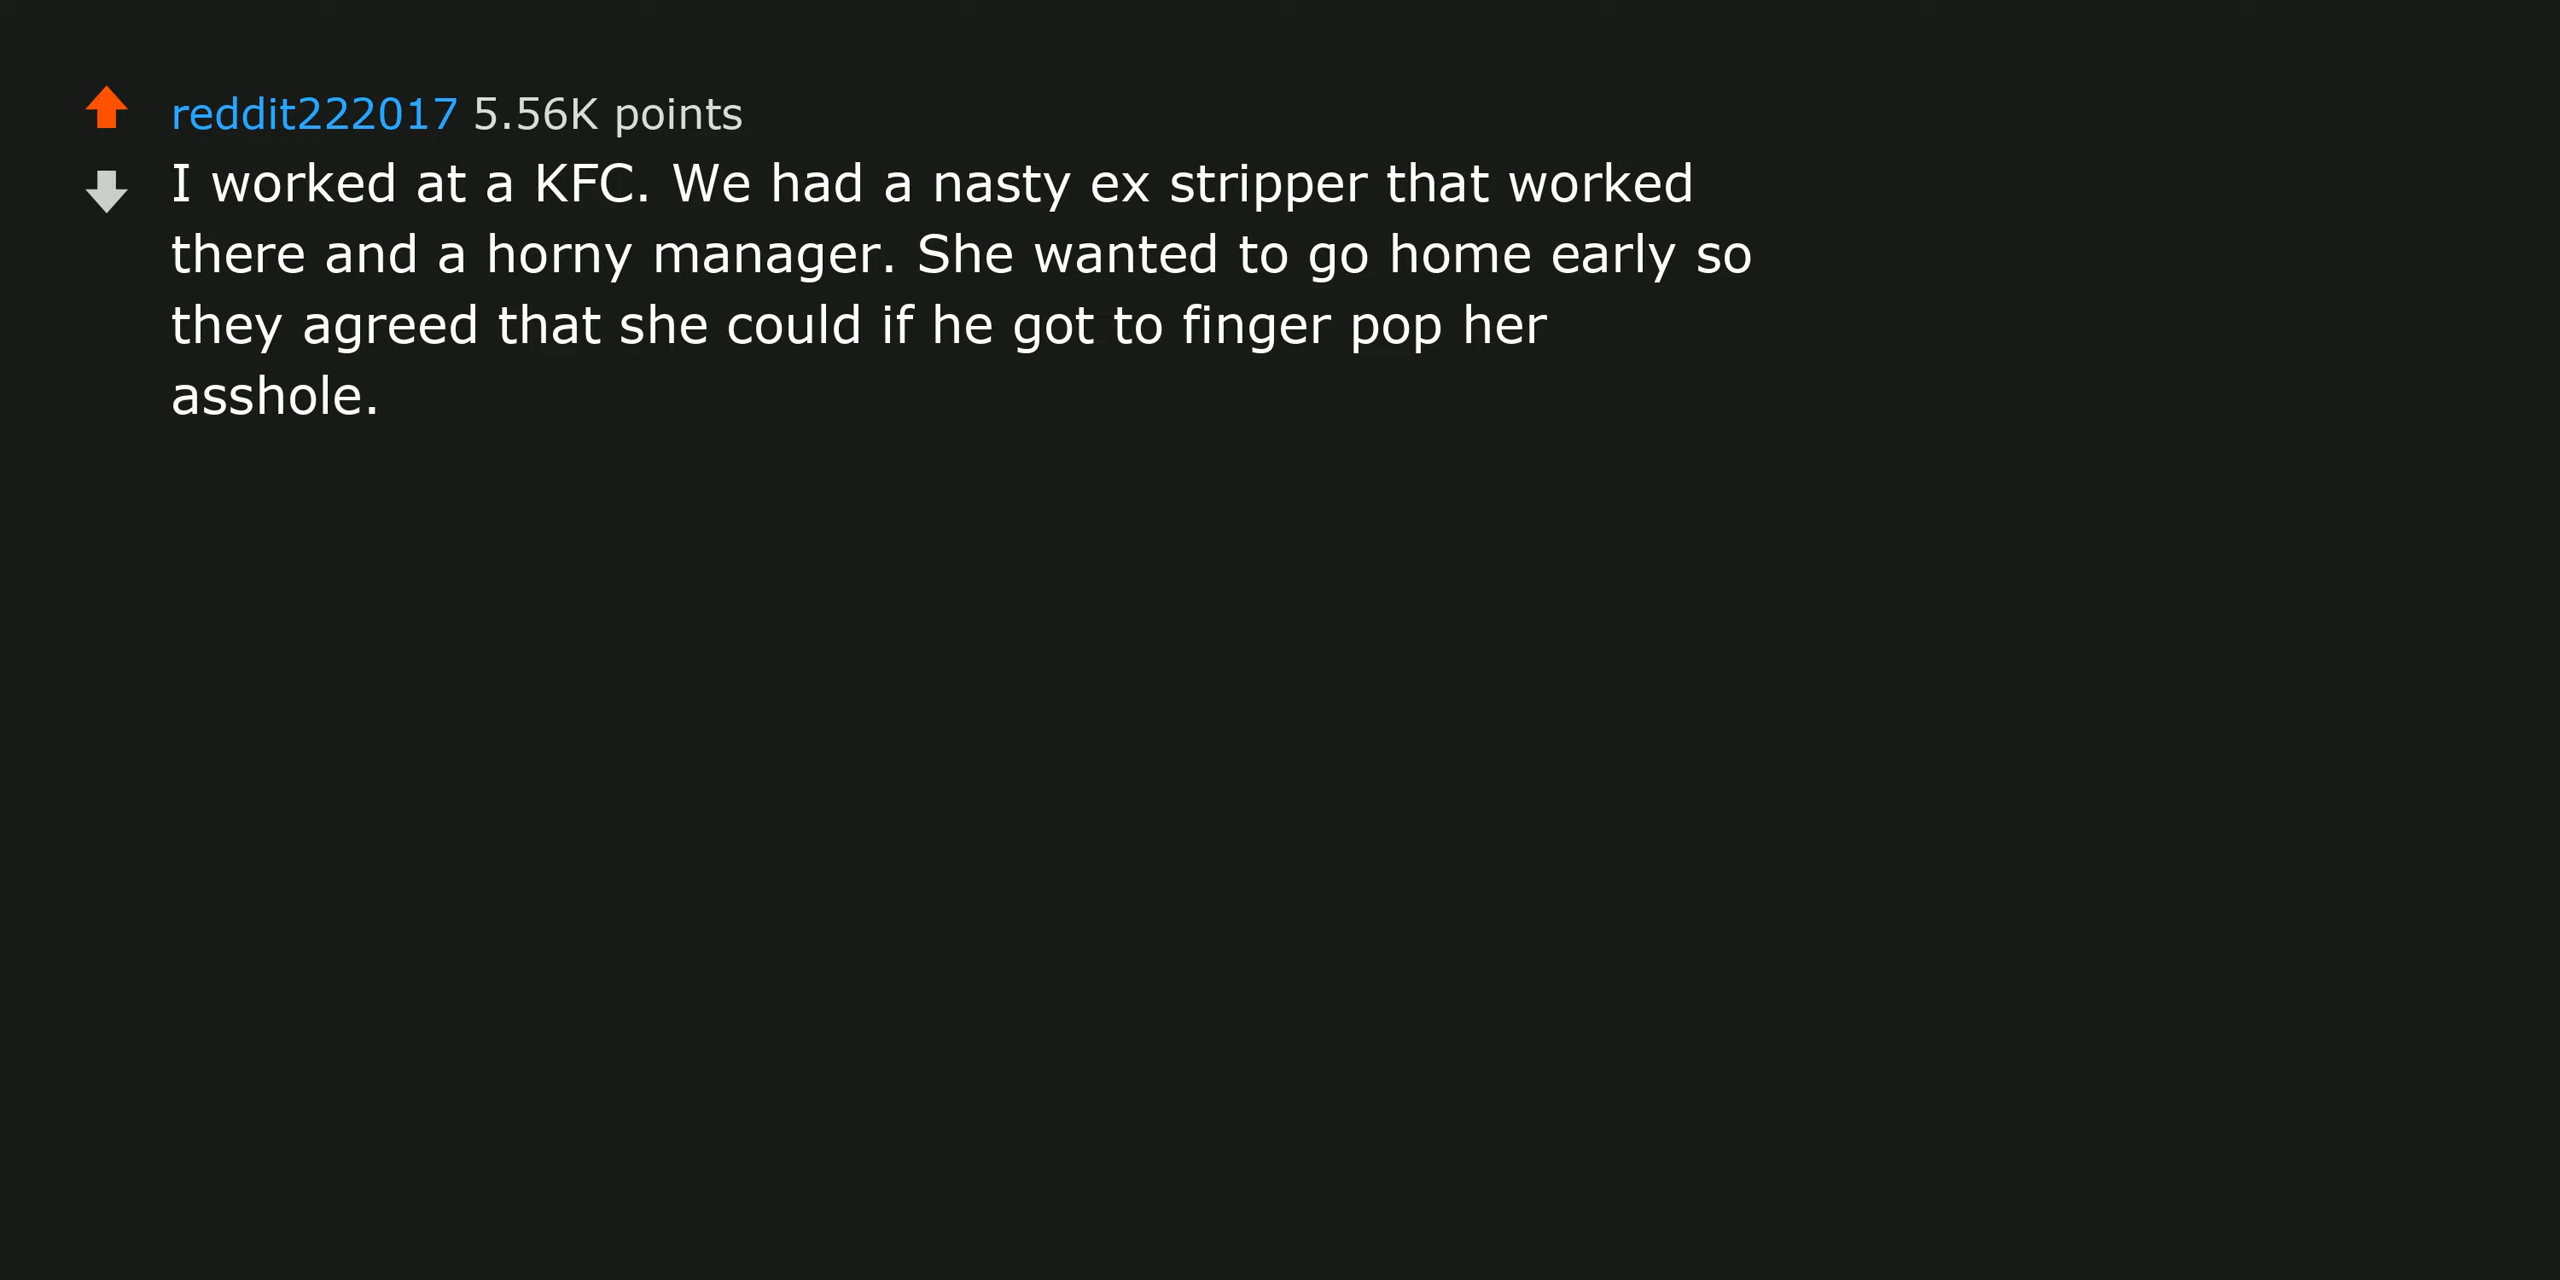 reddit222017 5.56K points
I worked at a KFC. We had a nasty ex stripper that worked
there and a horny manager. She wanted to go home early so
they agreed that she could if he got to finger pop her
asshole.